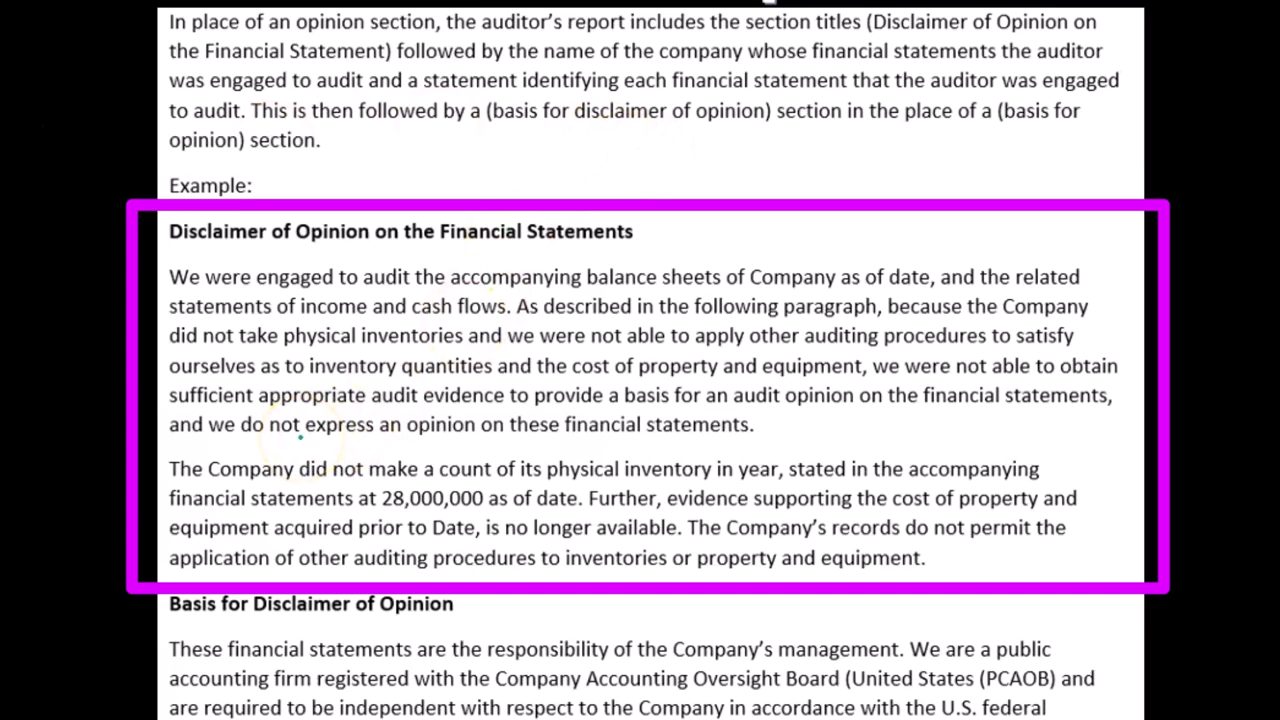 In place of an opinion section, the auditor’s report includes the section titles (Disclaimer of Opinion on
the Financial Statement) followed by the name of the company whose financial statements the auditor
was engaged to audit and a statement identifying each financial statement that the auditor was engaged
to audit. This is then followed by a (basis for disclaimer of opinion) section in the place of a (basis for
opinion) section.
Example:
Disclaimer of Opinion on the Financial Statements
We were engaged to audit the accompanying balance sheets of Company as of date, and the related
statements of income and cash flows. As described in the following paragraph, because the Company
did not take physical inventories and we were not able to apply other auditing procedures to satisfy
ourselves as to inventory quantities and the cost of property and equipment, we were not able to obtain
sufficient appropriate audit evidence to provide a basis for an audit opinion on the financial statements,
and we do not express an opinion on these financial statements.
The Company did not make a count of its physical inventory in year, stated in the accompanying
financial statements at 28,000,000 as of date. Further, evidence supporting the cost of property and
equipment acquired prior to Date, is no longer available. The Company’s records do not permit the
application of other auditing procedures to inventories or property and equipment.
Basis for Disclaimer of Opinion
These financial statements are the responsibility of the Company’s management. We are a public
accounting firm registered with the Company Accounting Oversight Board (United States (PCAOB) and
are required to be independent with respect to the Company in accordance with the U.S. federal